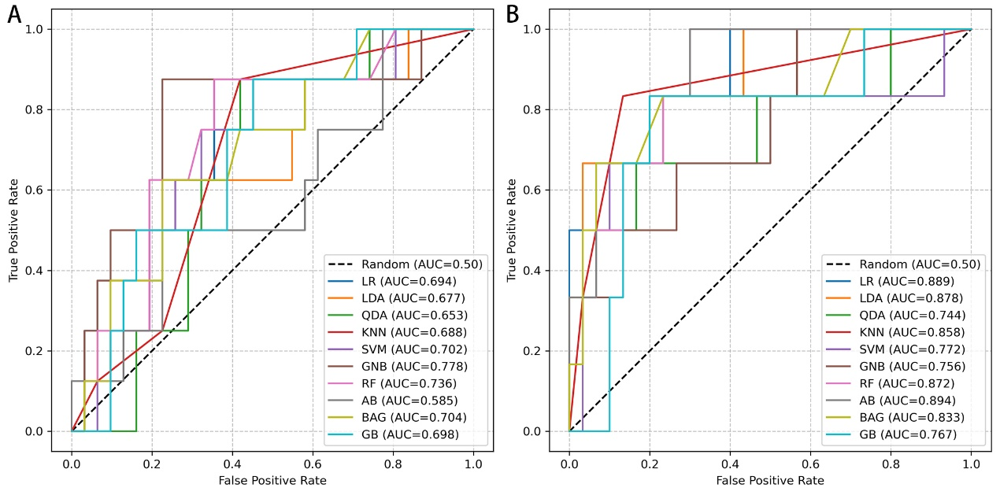 A
True Positive Rate
1.0
0.8
0.6
0.4
0.2
0.0
0.0 0.2 0.4 0.6 0.8 1.0
False Positive Rate
Random (AUC=0.50)
LR (AUC=0.694)
LDA (AUC=0.677)
QDA (AUC=0.653)
KNN (AUC=0.688)
SVM (AUC=0.702)
GNB (AUC=0.778)
RF (AUC=0.736)
AB (AUC=0.585)
BAG (AUC=0.704)
GB (AUC=0.698)
B
True Positive Rate
1.0
0.8
0.6
0.4
0.2
0.0
0.0 0.2 0.4 0.6 0.8 1.0
False Positive Rate
Random (AUC=0.50)
LR (AUC=0.889)
LDA (AUC=0.878)
QDA (AUC=0.744)
KNN (AUC=0.858)
SVM (AUC=0.772)
GNB (AUC=0.756)
RF (AUC=0.872)
AB (AUC=0.894)
BAG (AUC=0.833)
GB (AUC=0.767)